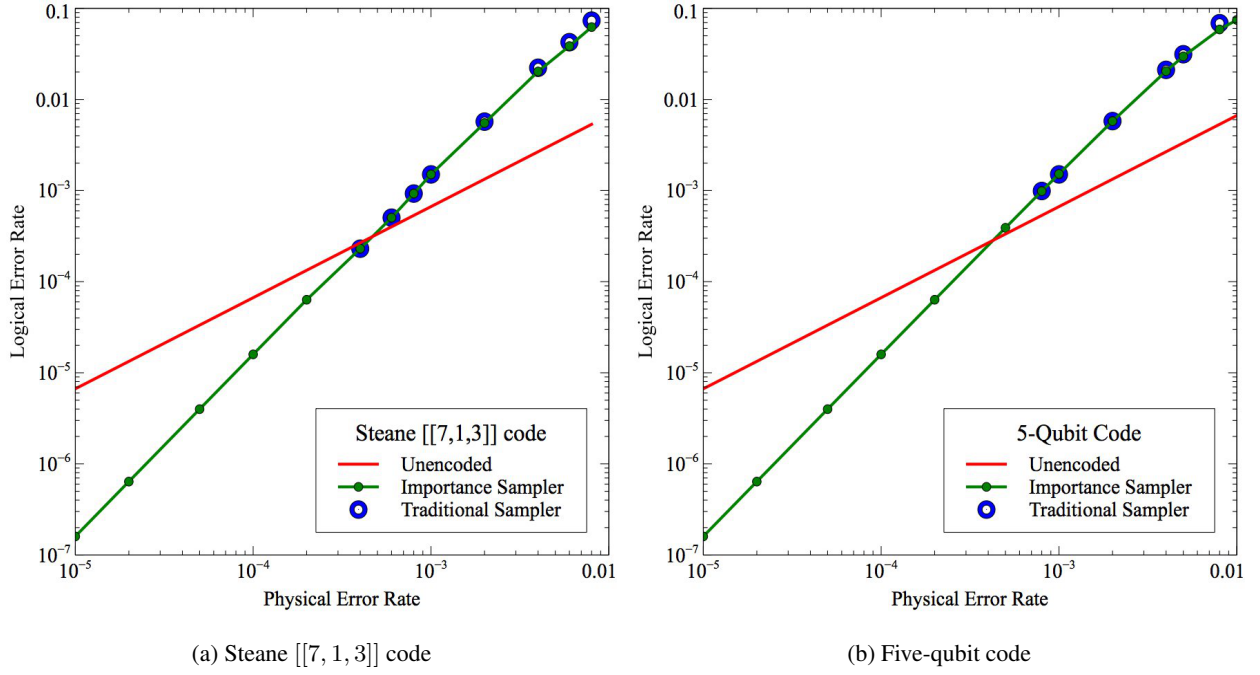 0.1
0.01
10⁻³
10⁻⁴
10⁻⁵
10⁻⁶
10⁻⁷
Logical Error Rate
10⁻⁵
10⁻⁴
10⁻³
0.01
Physical Error Rate
Steane [[7,1,3]] code
Unencoded
Importance Sampler
Traditional Sampler
(a) Steane [[7, 1, 3]] code
0.1
0.01
10⁻³
10⁻⁴
10⁻⁵
10⁻⁶
10⁻⁷
Logical Error Rate
10⁻⁵
10⁻⁴
10⁻³
0.01
Physical Error Rate
5-Qubit Code
Unencoded
Importance Sampler
Traditional Sampler
(b) Five-qubit code